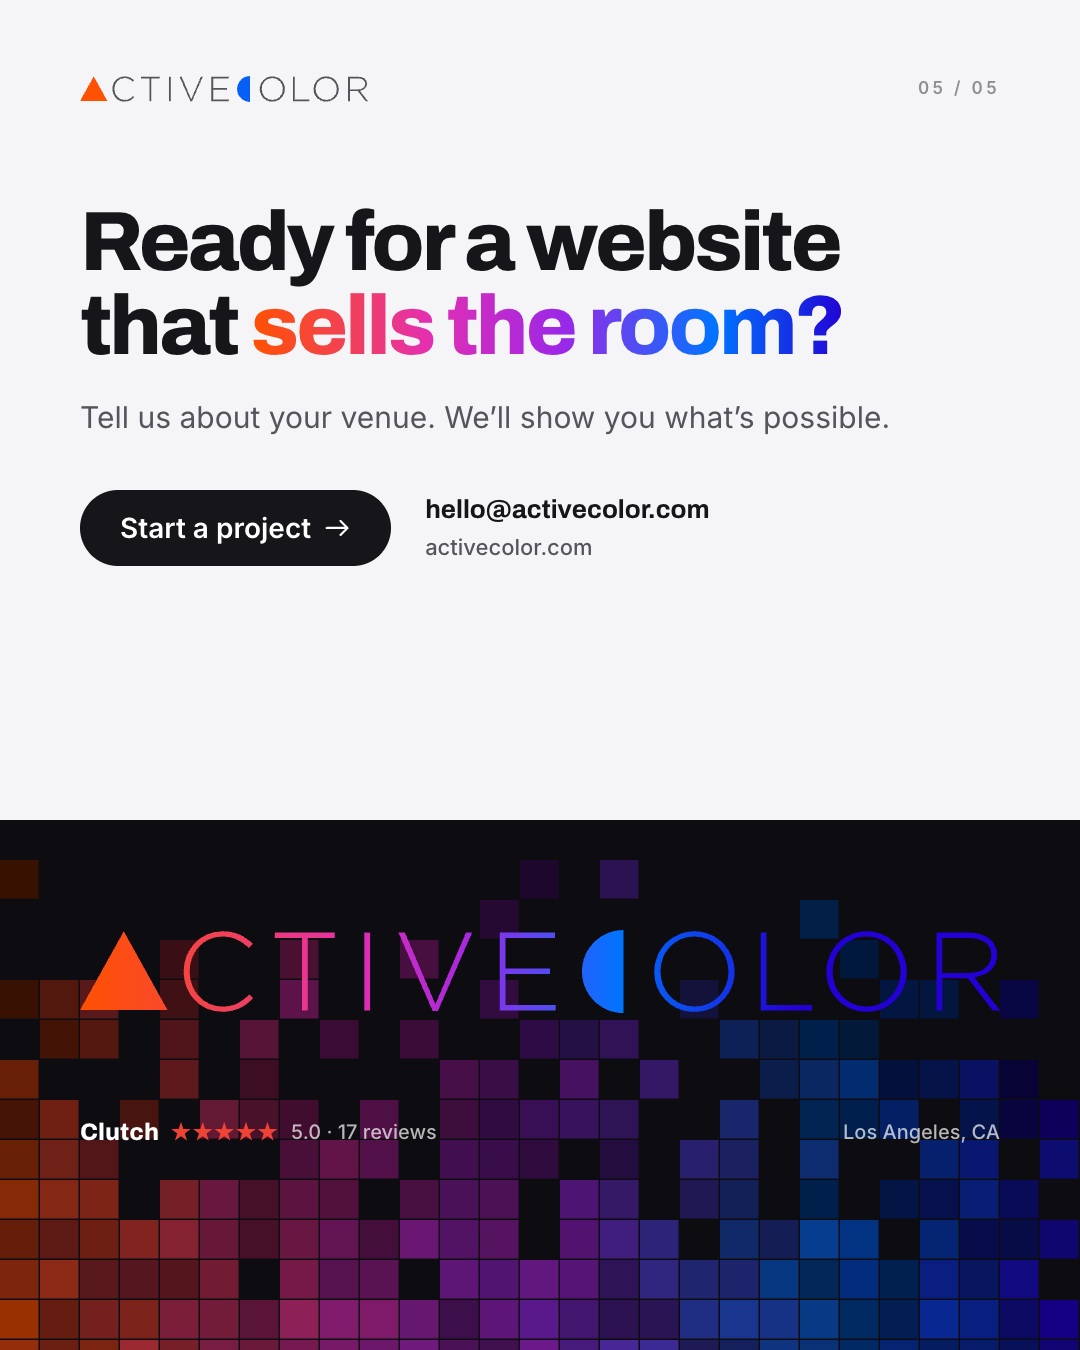 ACTIVECOLOR
05 / 05
Ready for a website
that sells the room?
Tell us about your venue. We’ll show you what’s possible.
Start a project →
hello@activecolor.com
activecolor.com
ACTIVECOLOR
Clutch ★★★★★ 5.0 · 17 reviews
Los Angeles, CA